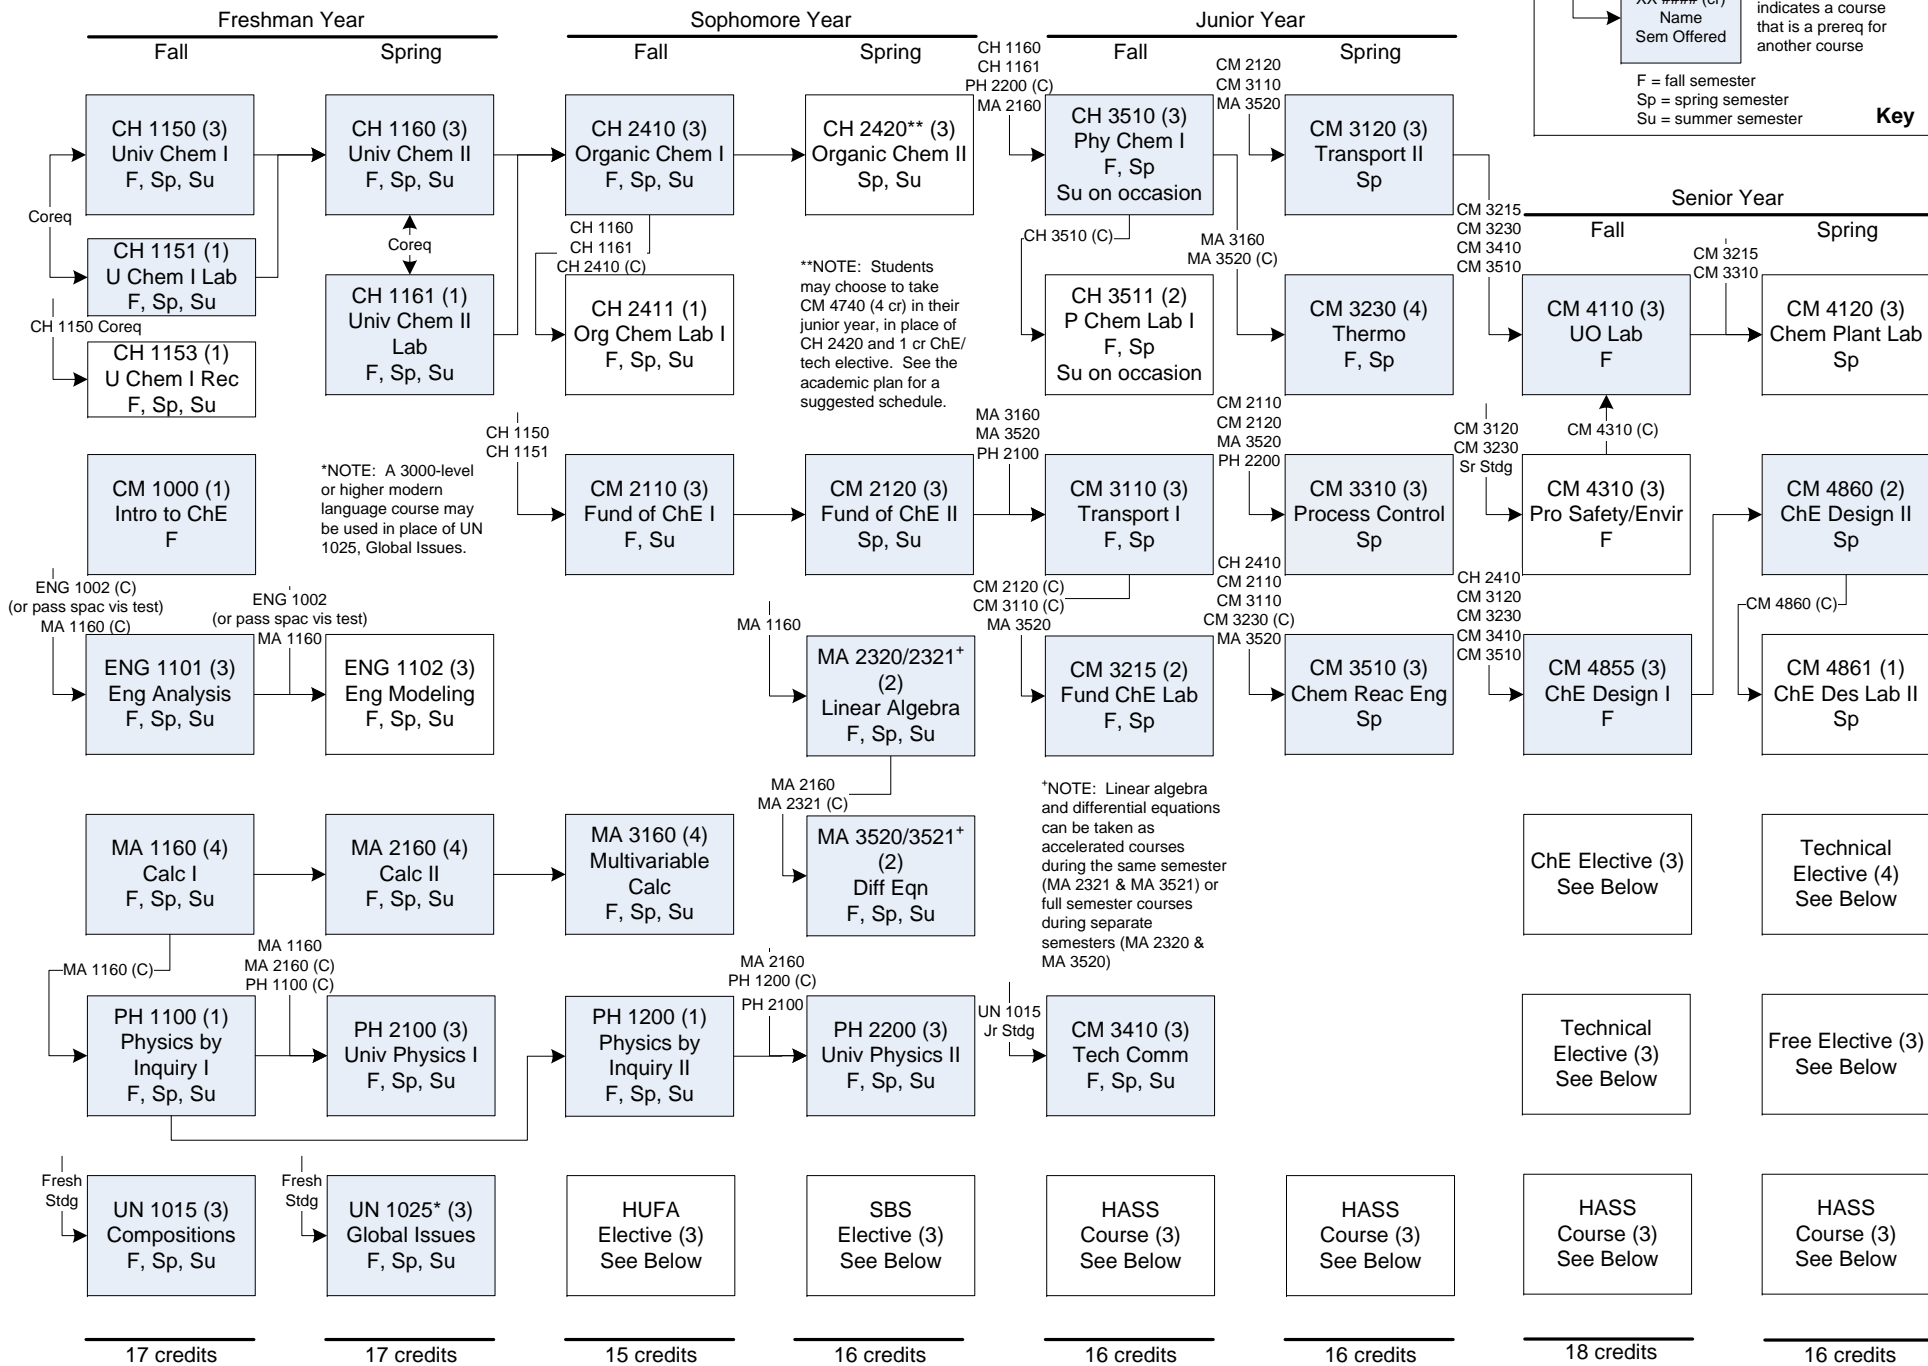 Freshman Year
Sophomore Year
Junior Year
Fall
Spring
Fall
Spring
Fall
Spring
XX #### (cr)
Name
Sem Offered
indicates a course
that is a prereq for
another course
F = fall semester
Sp = spring semester
Su = summer semester
Key
Senior Year
Fall
Spring
CH 1150 (3)
Univ Chem I
F, Sp, Su
CH 1160 (3)
Univ Chem II
F, Sp, Su
CH 2410 (3)
Organic Chem I
F, Sp, Su
CH 2420** (3)
Organic Chem II
Sp, Su
CH 1160
CH 1161
PH 2200 (C)
MA 2160
CH 3510 (3)
Phy Chem I
F, Sp
Su on occasion
CM 2120
CM 3110
MA 3520
CM 3120 (3)
Transport II
Sp
Coreq
CH 1151 (1)
U Chem I Lab
F, Sp, Su
Coreq
CH 1161 (1)
Univ Chem II
Lab
F, Sp, Su
CH 1160
CH 1161
CH 2410 (C)
CH 2411 (1)
Org Chem Lab I
F, Sp, Su
**NOTE: Students
may choose to take
CM 4740 (4 cr) in their
junior year, in place of
CH 2420 and 1 cr ChE/
tech elective. See the
academic plan for a
suggested schedule.
CH 3510 (C)
CH 3511 (2)
P Chem Lab I
F, Sp
Su on occasion
MA 3160
MA 3520 (C)
CM 3230 (4)
Thermo
F, Sp
CM 3215
CM 3230
CM 3410
CM 3510
CM 4110 (3)
UO Lab
F
CM 3215
CM 3310
CM 4120 (3)
Chem Plant Lab
Sp
CH 1150 Coreq
CH 1153 (1)
U Chem I Rec
F, Sp, Su
CM 1000 (1)
Intro to ChE
F
*NOTE: A 3000-level
or higher modern
language course may
be used in place of UN
1025, Global Issues.
CH 1150
CH 1151
CM 2110 (3)
Fund of ChE I
F, Su
CM 2120 (3)
Fund of ChE II
Sp, Su
MA 3160
MA 3520
PH 2100
CM 3110 (3)
Transport I
F, Sp
CM 2110
CM 2120
MA 3520
PH 2200
CM 3310 (3)
Process Control
Sp
CM 3120
CM 3230
Sr Stdg
CM 4310 (C)
CM 4310 (3)
Pro Safety/Envir
F
CM 4860 (2)
ChE Design II
Sp
ENG 1002 (C)
(or pass spac vis test)
MA 1160 (C)
ENG 1101 (3)
Eng Analysis
F, Sp, Su
ENG 1002
(or pass spac vis test)
MA 1160
ENG 1102 (3)
Eng Modeling
F, Sp, Su
MA 1160
MA 2320/2321+
(2)
Linear Algebra
F, Sp, Su
CM 2120 (C)
CM 3110 (C)
MA 3520
CM 3215 (2)
Fund ChE Lab
F, Sp
CH 2410
CM 2110
CM 3110
CM 3230 (C)
MA 3520
CM 3510 (3)
Chem Reac Eng
Sp
CH 2410
CM 3120
CM 3230
CM 3410
CM 3510
CM 4855 (3)
ChE Design I
F
CM 4860 (C)
CM 4861 (1)
ChE Des Lab II
Sp
MA 1160 (4)
Calc I
F, Sp, Su
MA 2160 (4)
Calc II
F, Sp, Su
MA 3160 (4)
Multivariable
Calc
F, Sp, Su
MA 2160
MA 2321 (C)
MA 3520/3521+
(2)
Diff Eqn
F, Sp, Su
+NOTE: Linear algebra
and differential equations
can be taken as
accelerated courses
during the same semester
(MA 2321 & MA 3521) or
full semester courses
during separate
semesters (MA 2320 &
MA 3520)
ChE Elective (3)
See Below
Technical
Elective (4)
See Below
MA 1160 (C)
PH 1100 (1)
Physics by
Inquiry I
F, Sp, Su
MA 1160
MA 2160 (C)
PH 1100 (C)
PH 2100 (3)
Univ Physics I
F, Sp, Su
PH 1200 (1)
Physics by
Inquiry II
F, Sp, Su
MA 2160
PH 1200 (C)
PH 2100
PH 2200 (3)
Univ Physics II
F, Sp, Su
UN 1015
Jr Stdg
CM 3410 (3)
Tech Comm
F, Sp, Su
Technical
Elective (3)
See Below
Free Elective (3)
See Below
Fresh
Stdg
UN 1015 (3)
Compositions
F, Sp, Su
Fresh
Stdg
UN 1025* (3)
Global Issues
F, Sp, Su
HUFA
Elective (3)
See Below
SBS
Elective (3)
See Below
HASS
Course (3)
See Below
HASS
Course (3)
See Below
HASS
Course (3)
See Below
HASS
Course (3)
See Below
17 credits
17 credits
15 credits
16 credits
16 credits
16 credits
18 credits
16 credits